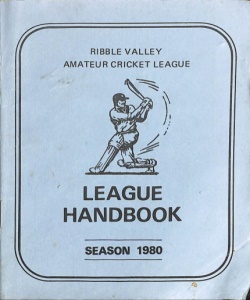 RIBBLE VALLEY
AMATEUR CRICKET LEAGUE
LEAGUE
HANDBOOK
SEASON 1980